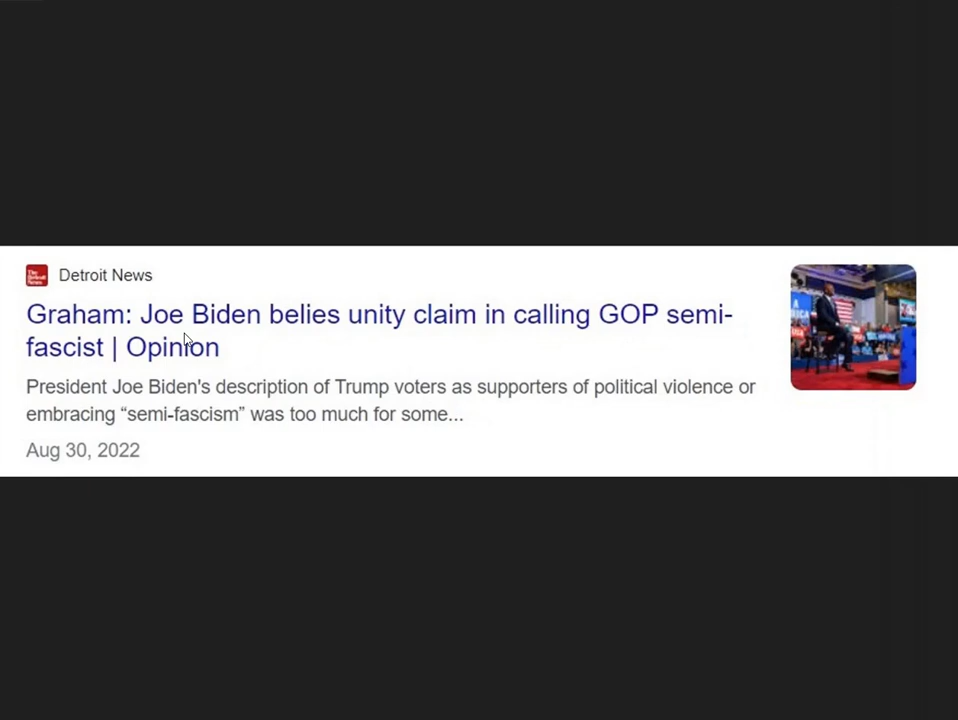 Detroit News
Graham: Joe Biden belies unity claim in calling GOP semi-
fascist | Opinion
President Joe Biden's description of Trump voters as supporters of political violence or
embracing “semi-fascism” was too much for some...
Aug 30, 2022